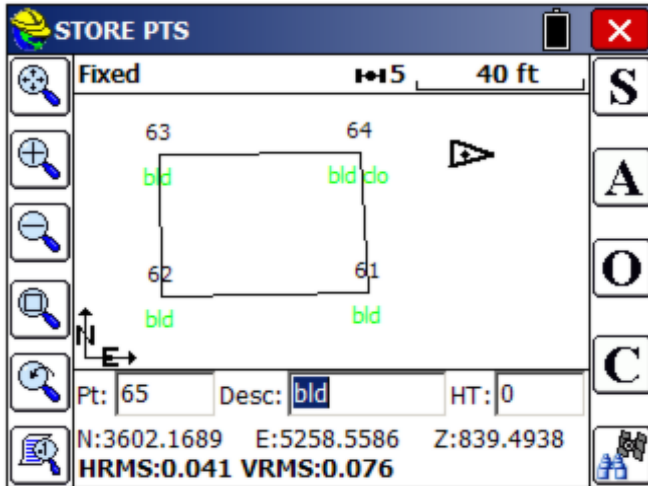 STORE PTS
Fixed 5 40 ft
S
63 64
bld bld clo
A
62 61
bld bld
O
N
E
C
Pt: 65 Desc: bld HT: 0
N:3602.1689 E:5258.5586 Z:839.4938
HRMS:0.041 VRMS:0.076